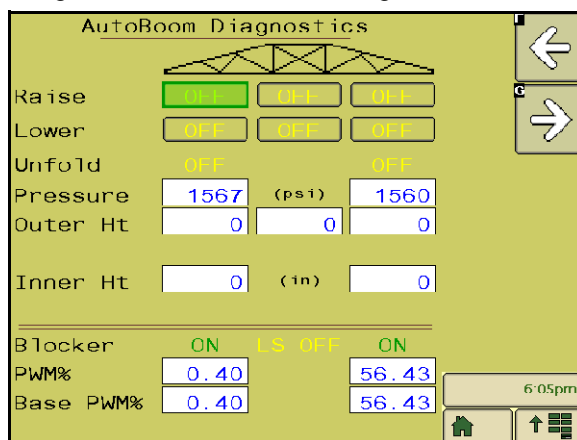 AutoBoom Diagnostics
Raise OFF OFF OFF
Lower OFF OFF OFF
Unfold OFF OFF
Pressure 1567 (psi) 1560
Outer Ht 0 0 0
Inner Ht 0 (in) 0
Blocker ON LS OFF ON
PWM% 0.40 56.43
Base PWM% 0.40 56.43
G
6:05pm